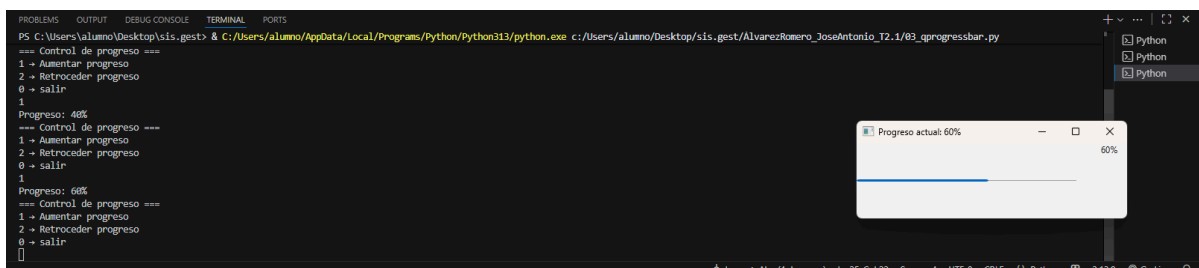 PROBLEMS OUTPUT DEBUG CONSOLE TERMINAL PORTS
PS C:\Users\alumno\Desktop\sis.gest> & C:/Users/alumno/AppData/Local/Programs/Python/Python313/python.exe c:/Users/alumno/Desktop/sis.gest/ÁlvarezRomero_JoseAntonio_T2.1/03_qprogressbar.py
=== Control de progreso ===
1 → Aumentar progreso
2 → Retroceder progreso
0 → salir
1
Progreso: 40%
=== Control de progreso ===
1 → Aumentar progreso
2 → Retroceder progreso
0 → salir
1
Progreso: 60%
=== Control de progreso ===
1 → Aumentar progreso
2 → Retroceder progreso
0 → salir
Python
Python
Python
Progreso actual: 60%
60%